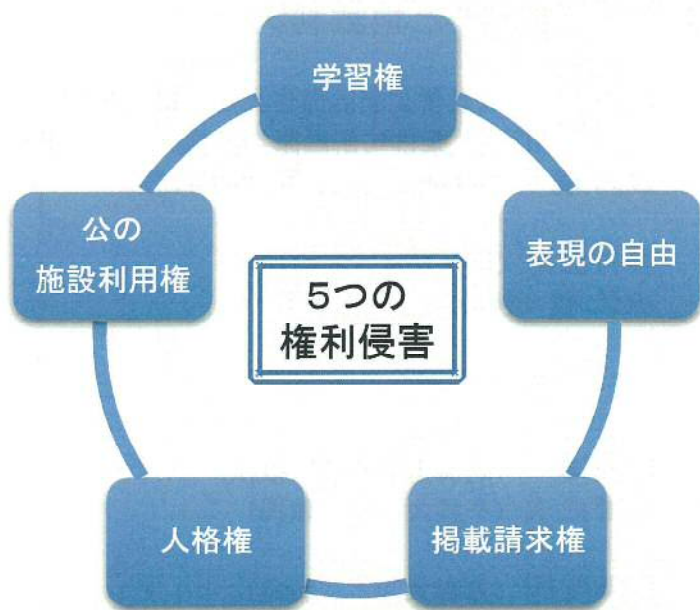 学習権
表現の自由
掲載請求権
人格権
公の
施設利用権
5つの
権利侵害